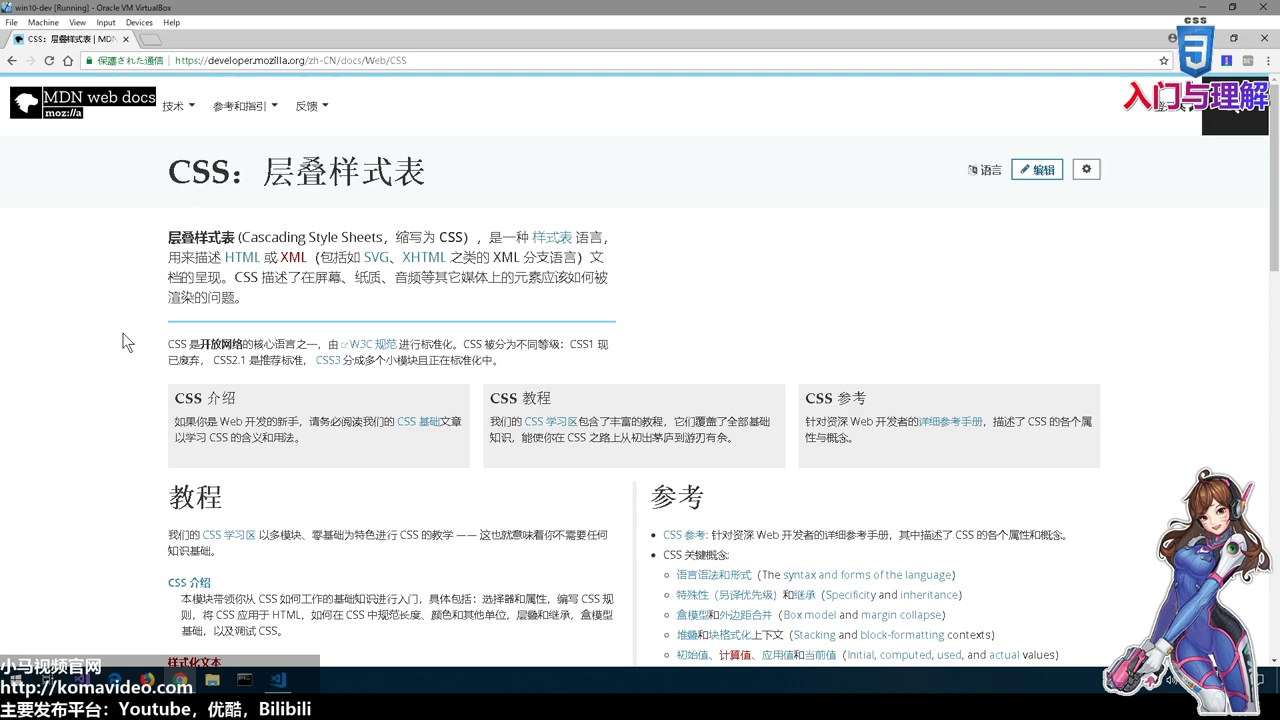 win10-dev [Running] - Oracle VM VirtualBox
File Machine View Input Devices Help
CSS
CSS：层叠样式表 | MDN
保護された通信 | https://developer.mozilla.org/zh-CN/docs/Web/CSS
入门与理解
MDN web docs
moz://a
技术 参考和指引 反馈
CSS：层叠样式表
语言 编辑
层叠样式表 (Cascading Style Sheets，缩写为 CSS），是一种 样式表 语言，
用来描述 HTML 或 XML（包括如 SVG、XHTML 之类的 XML 分支语言）文
档的呈现。CSS 描述了在屏幕、纸质、音频等其它媒体上的元素应该如何被
渲染的问题。
CSS 是开放网络的核心语言之一，由 W3C 规范 进行标准化。CSS 被分为不同等级：CSS1 现
已废弃， CSS2.1 是推荐标准， CSS3 分成多个小模块且正在标准化中。
CSS 介绍
如果你是 Web 开发的新手，请务必阅读我们的 CSS 基础文章
以学习 CSS 的含义和用法。
CSS 教程
我们的 CSS 学习区包含了丰富的教程，它们覆盖了全部基础
知识，能使你在 CSS 之路上从初出茅庐到游刃有余。
CSS 参考
针对资深 Web 开发者的详细参考手册，描述了 CSS 的各个属
性与概念。
教程
我们的 CSS 学习区 以多模块、零基础为特色进行 CSS 的教学 —— 这也就意味着你不需要任何
知识基础。
CSS 介绍
本模块带领你从 CSS 如何工作的基础知识进行入门，具体包括：选择器和属性，编写 CSS 规
则，将 CSS 应用于 HTML，如何在 CSS 中规范长度、颜色和其他单位，层叠和继承，盒模型
基础，以及调试 CSS。
样式化文本
参考
CSS 参考: 针对资深 Web 开发者的详细参考手册，其中描述了 CSS 的各个属性和概念。
CSS 关键概念:
语言语法和形式（The syntax and forms of the language）
特殊性（另译优先级）和继承（Specificity and inheritance）
盒模型和外边距合并（Box model and margin collapse）
堆叠和块格式化上下文（Stacking and block-formatting contexts）
初始值、计算值、应用值和当前值（Initial, computed, used, and actual values）
小马视频官网
http://komavideo.com
主要发布平台：Youtube，优酷，Bilibili